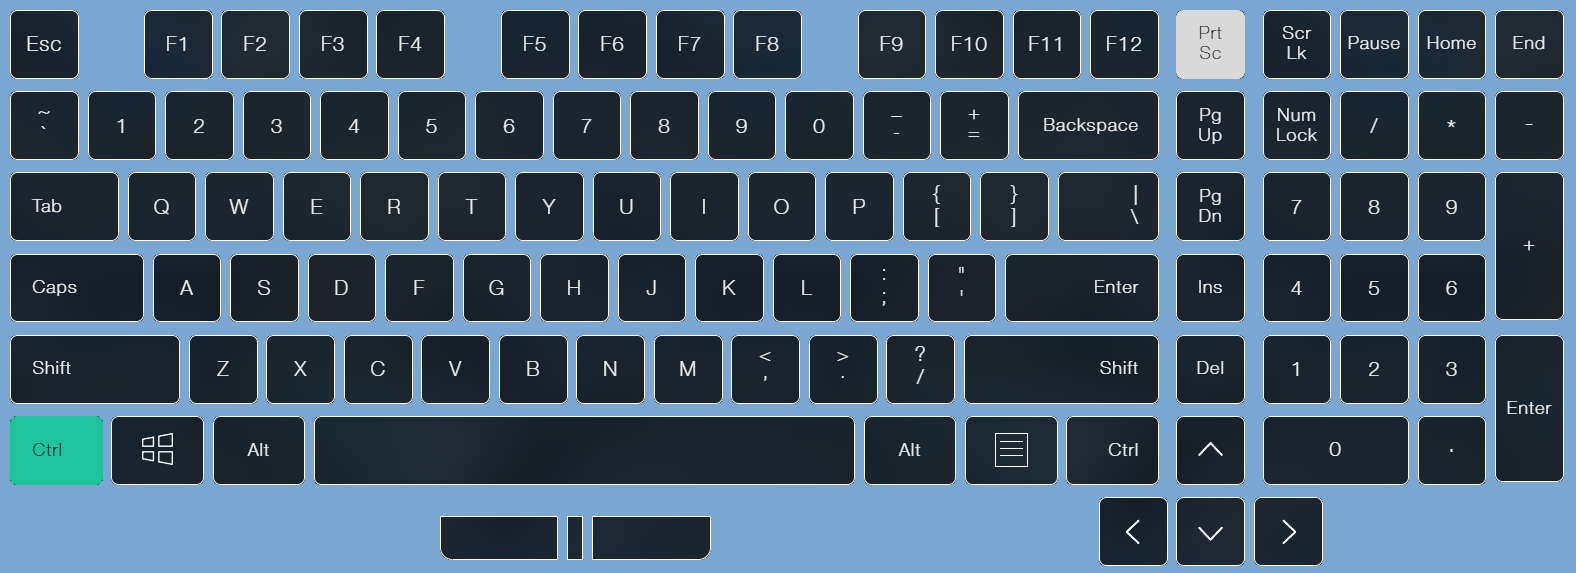 Esc F1 F2 F3 F4 F5 F6 F7 F8 F9 F10 F11 F12 Prt Sc Scr Lk Pause Home End
~ ` 1 2 3 4 5 6 7 8 9 0 _ - + = Backspace Pg Up Num Lock / * -
Tab Q W E R T Y U I O P { [ } ] | \ Pg Dn 7 8 9 +
Caps A S D F G H J K L : ; " ' Enter Ins 4 5 6
Shift Z X C V B N M < , > . ? / Shift Del 1 2 3 Enter
Ctrl Alt Alt Ctrl 0 .